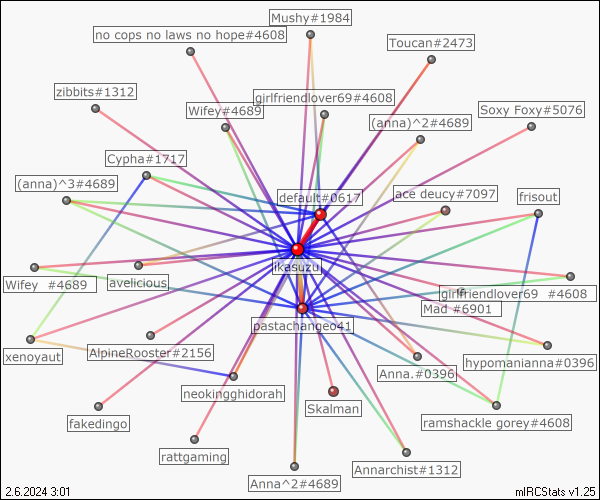 Mushy#1984
no cops no laws no hope#4608
Toucan#2473
zibbits#1312
girlfriendlover69#4608
Wifey#4689
Soxy Foxy#5076
(anna)^2#4689
Cypha#1717
(anna)^3#4689
default#0617
ace deucy#7097
frisout
jkasuzu
Wifey #4689
avelicious
girlfriendlover69 #4608
Mad #6901
pastachangeo41
xenoyaut
AlpineRooster#2156
Anna.#0396
hypomanianna#0396
neokingghidorah
Skalman
fakedingo
ramshackle gorey#4608
rattgaming
Annarchist#1312
Anna^2#4689
2.6.2024 3:01
mIRCStats v1.25